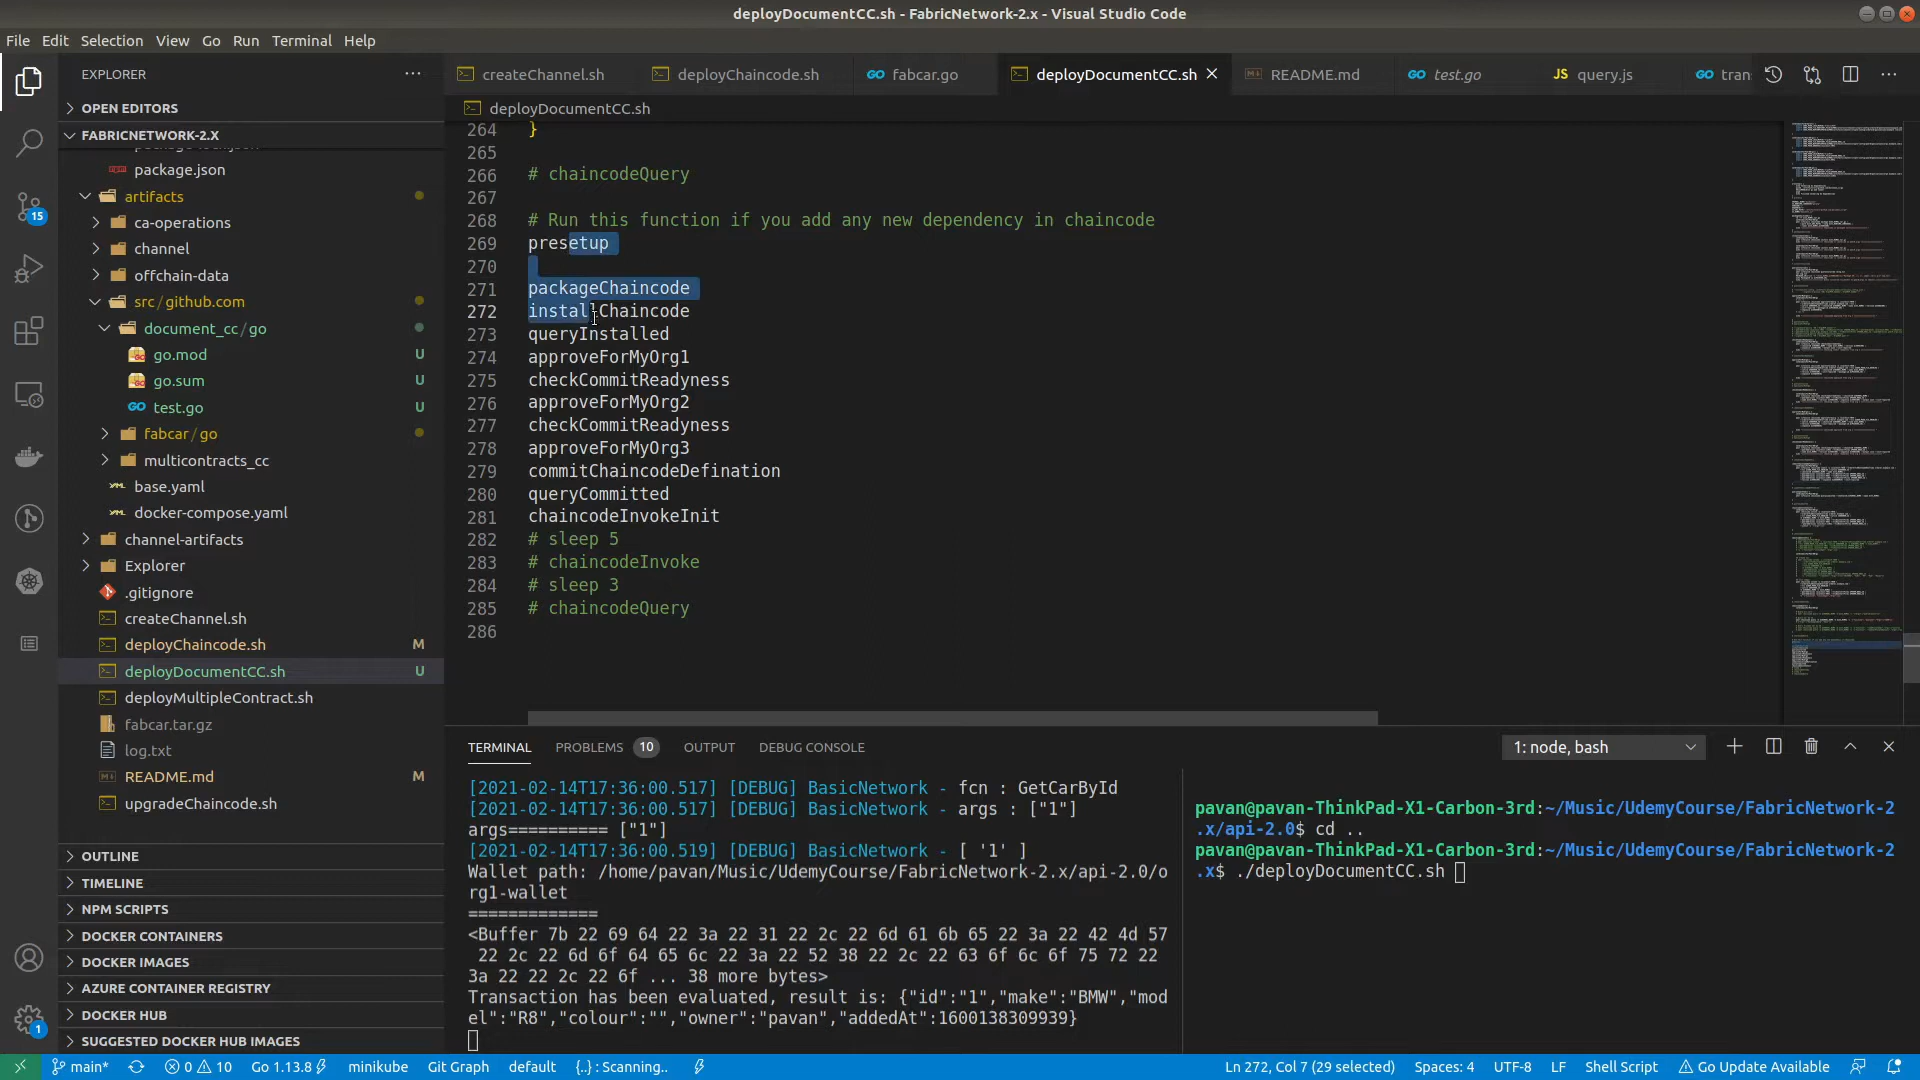 deployDocumentCC.sh - FabricNetwork-2.x - Visual Studio Code
File Edit Selection View Go Run Terminal Help
EXPLORER
OPEN EDITORS
FABRICNETWORK-2.X
package.json
artifacts
ca-operations
channel
offchain-data
src/github.com
document_cc/go
go.mod U
go.sum U
test.go U
fabcar/go
multicontracts_cc
base.yaml
docker-compose.yaml
channel-artifacts
Explorer
.gitignore
createChannel.sh
deployChaincode.sh M
deployDocumentCC.sh U
deployMultipleContract.sh
fabcar.tar.gz
log.txt
README.md M
upgradeChaincode.sh
OUTLINE
TIMELINE
NPM SCRIPTS
DOCKER CONTAINERS
DOCKER IMAGES
AZURE CONTAINER REGISTRY
DOCKER HUB
SUGGESTED DOCKER HUB IMAGES
15
1
createChannel.sh deployChaincode.sh fabcar.go deployDocumentCC.sh README.md test.go JS query.js tran
deployDocumentCC.sh
264 }
265
266 # chaincodeQuery
267
268 # Run this function if you add any new dependency in chaincode
269 presetup
270
271 packageChaincode
272 installChaincode
273 queryInstalled
274 approveForMyOrg1
275 checkCommitReadyness
276 approveForMyOrg2
277 checkCommitReadyness
278 approveForMyOrg3
279 commitChaincodeDefination
280 queryCommitted
281 chaincodeInvokeInit
282 # sleep 5
283 # chaincodeInvoke
284 # sleep 3
285 # chaincodeQuery
286
TERMINAL PROBLEMS 10 OUTPUT DEBUG CONSOLE 1: node, bash
[2021-02-14T17:36:00.517] [DEBUG] BasicNetwork - fcn : GetCarById
[2021-02-14T17:36:00.517] [DEBUG] BasicNetwork - args : ["1"]
args========== ["1"]
[2021-02-14T17:36:00.519] [DEBUG] BasicNetwork - [ '1' ]
Wallet path: /home/pavan/Music/UdemyCourse/FabricNetwork-2.x/api-2.0/o
rg1-wallet
=============
<Buffer 7b 22 69 64 22 3a 22 31 22 2c 22 6d 61 6b 65 22 3a 22 42 4d 57
22 2c 22 6d 6f 64 65 6c 22 3a 22 52 38 22 2c 22 63 6f 6c 6f 75 72 22
3a 22 22 2c 22 6f ... 38 more bytes>
Transaction has been evaluated, result is: {"id":"1","make":"BMW","mod
el":"R8","colour":"","owner":"pavan","addedAt":1600138309939}
pavan@pavan-ThinkPad-X1-Carbon-3rd:~/Music/UdemyCourse/FabricNetwork-2
.x/api-2.0$ cd ..
pavan@pavan-ThinkPad-X1-Carbon-3rd:~/Music/UdemyCourse/FabricNetwork-2
.x$ ./deployDocumentCC.sh
main* 0 10 Go 1.13.8 minikube Git Graph default {..} : Scanning.. Ln 272, Col 7 (29 selected) Spaces: 4 UTF-8 LF Shell Script Go Update Available